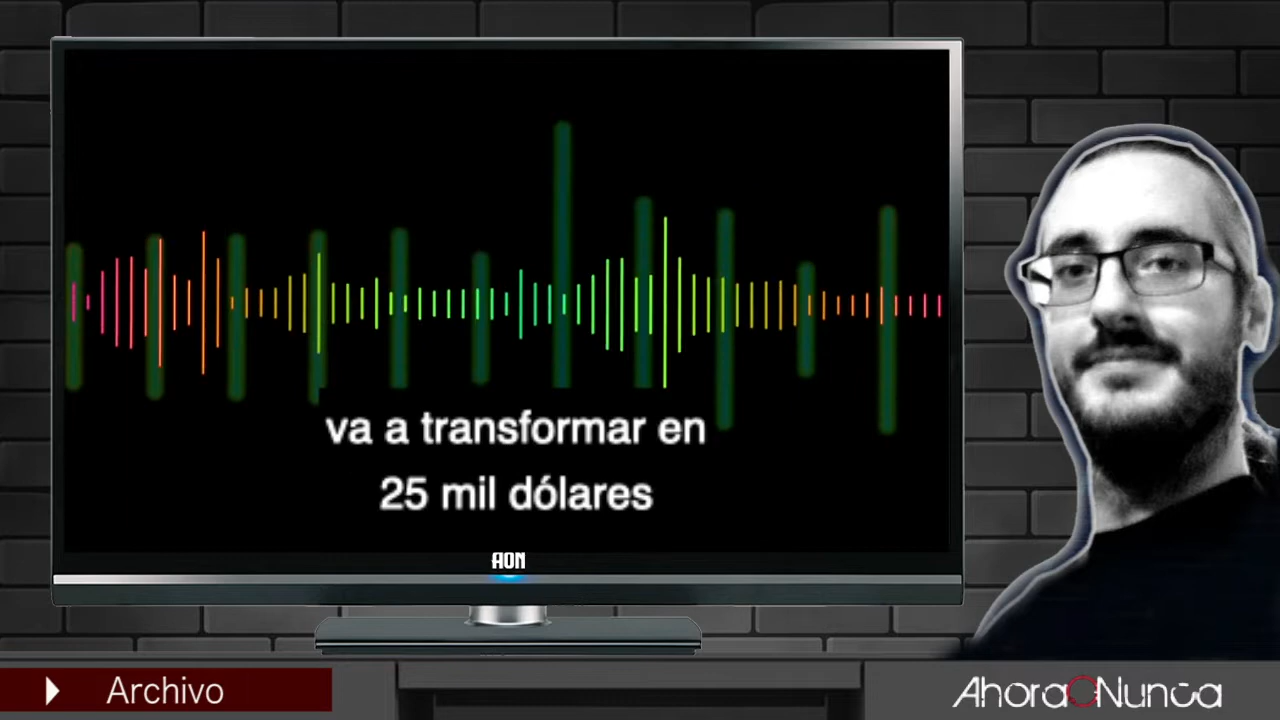 va a transformar en
25 mil dólares
AON
Archivo
AhoraONunca